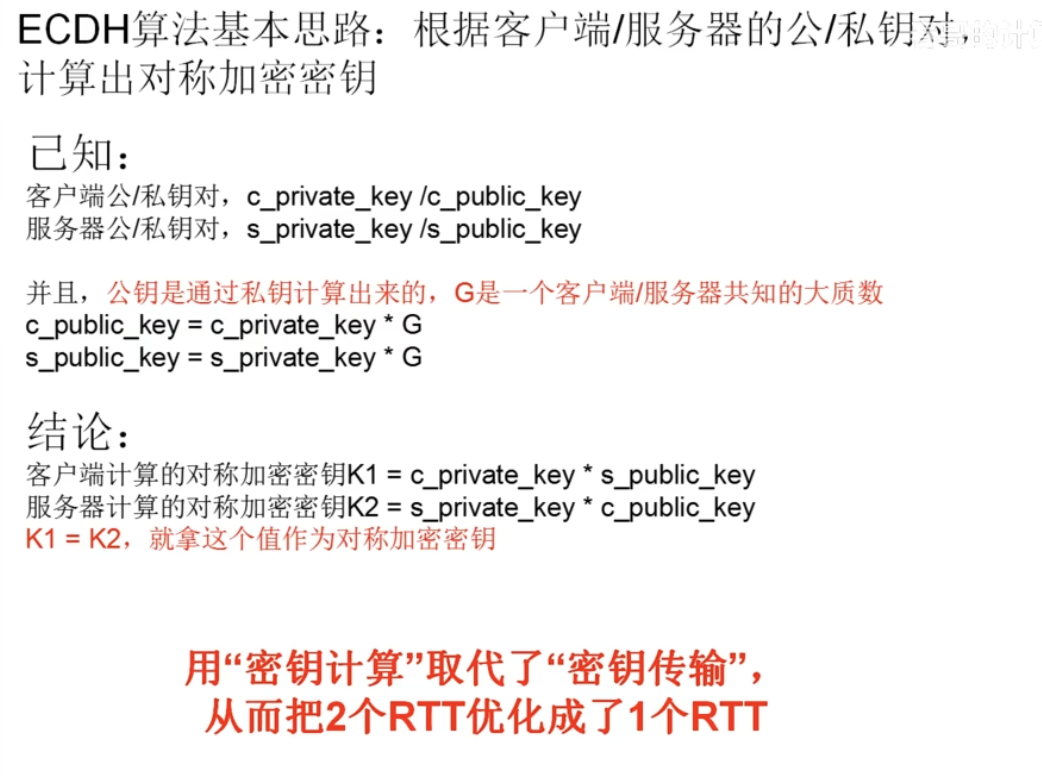 ECDH算法基本思路：根据客户端/服务器的公/私钥对，
计算出对称加密密钥
已知：
客户端公/私钥对，c_private_key /c_public_key
服务器公/私钥对，s_private_key /s_public_key
并且，公钥是通过私钥计算出来的，G是一个客户端/服务器共知的大质数
c_public_key = c_private_key * G
s_public_key = s_private_key * G
结论：
客户端计算的对称加密密钥K1 = c_private_key * s_public_key
服务器计算的对称加密密钥K2 = s_private_key * c_public_key
K1 = K2，就拿这个值作为对称加密密钥
用“密钥计算”取代了“密钥传输”，
从而把2个RTT优化成了1个RTT